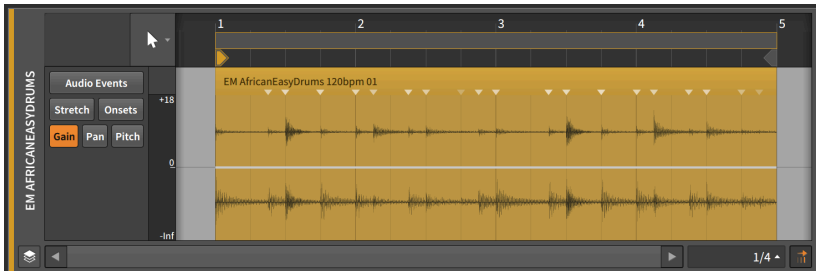 1 2 3 4 5
EM AFRICANEASYDRUMS
EM AfricanEasyDrums 120bpm 01
Audio Events
Stretch Onsets
Gain Pan Pitch
+18
0
-Inf
1/4